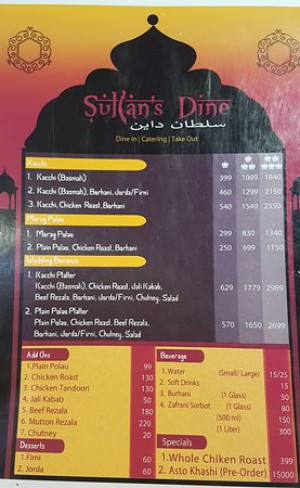 Sultan's Dine
سلطان داين
Dine in | Catering | Take Out
Kacchi
1. Kacchi (Basmati) 399 1099 1840
2. Kacchi (Basmati), Borhani, Jarda/Firni 460 1299 2150
3. Kacchi, Chicken Roast, Borhani 540 1540 2550
Morog Polau
1. Morog Polau 299 830 1340
2. Plain Polao, Chicken Roast, Borhani 250 699 1150
Wedding Bonanza
1. Kacchi Platter
Kacchi (Basmati), Chicken Roast, Jali Kabab, 629 1779 2989
Beef Rezala, Borhani, Jarda/Firni, Chutney, Salad
2. Plain Polao Platter
Plain Polao, Chicken Roast, Beef Rezala, 570 1650 2699
Borhani, Jarda/Firni, Chutney, Salad
Add Ons
1.Plain Polau 99
2. Chicken Roast 130
3. Chicken Tandoori 130
4. Jali Kabab 50
5. Beef Rezala 180
6. Mutton Rezala 220
7. Chutney 20
Desserts
1.Firni 60
2. Jorda 60
Beverage
1.Water (Small/ Large) 15/25
2. Soft Drinks 15
3. Borhani (1 Glass) 50
4. Zafrani Sorbot (1 Glass) 80
(500 ml) 150
(1 Liter) 300
Specials
1.Whole Chiken Roast 399
2. Asto Khashi (Pre-Order) 15000